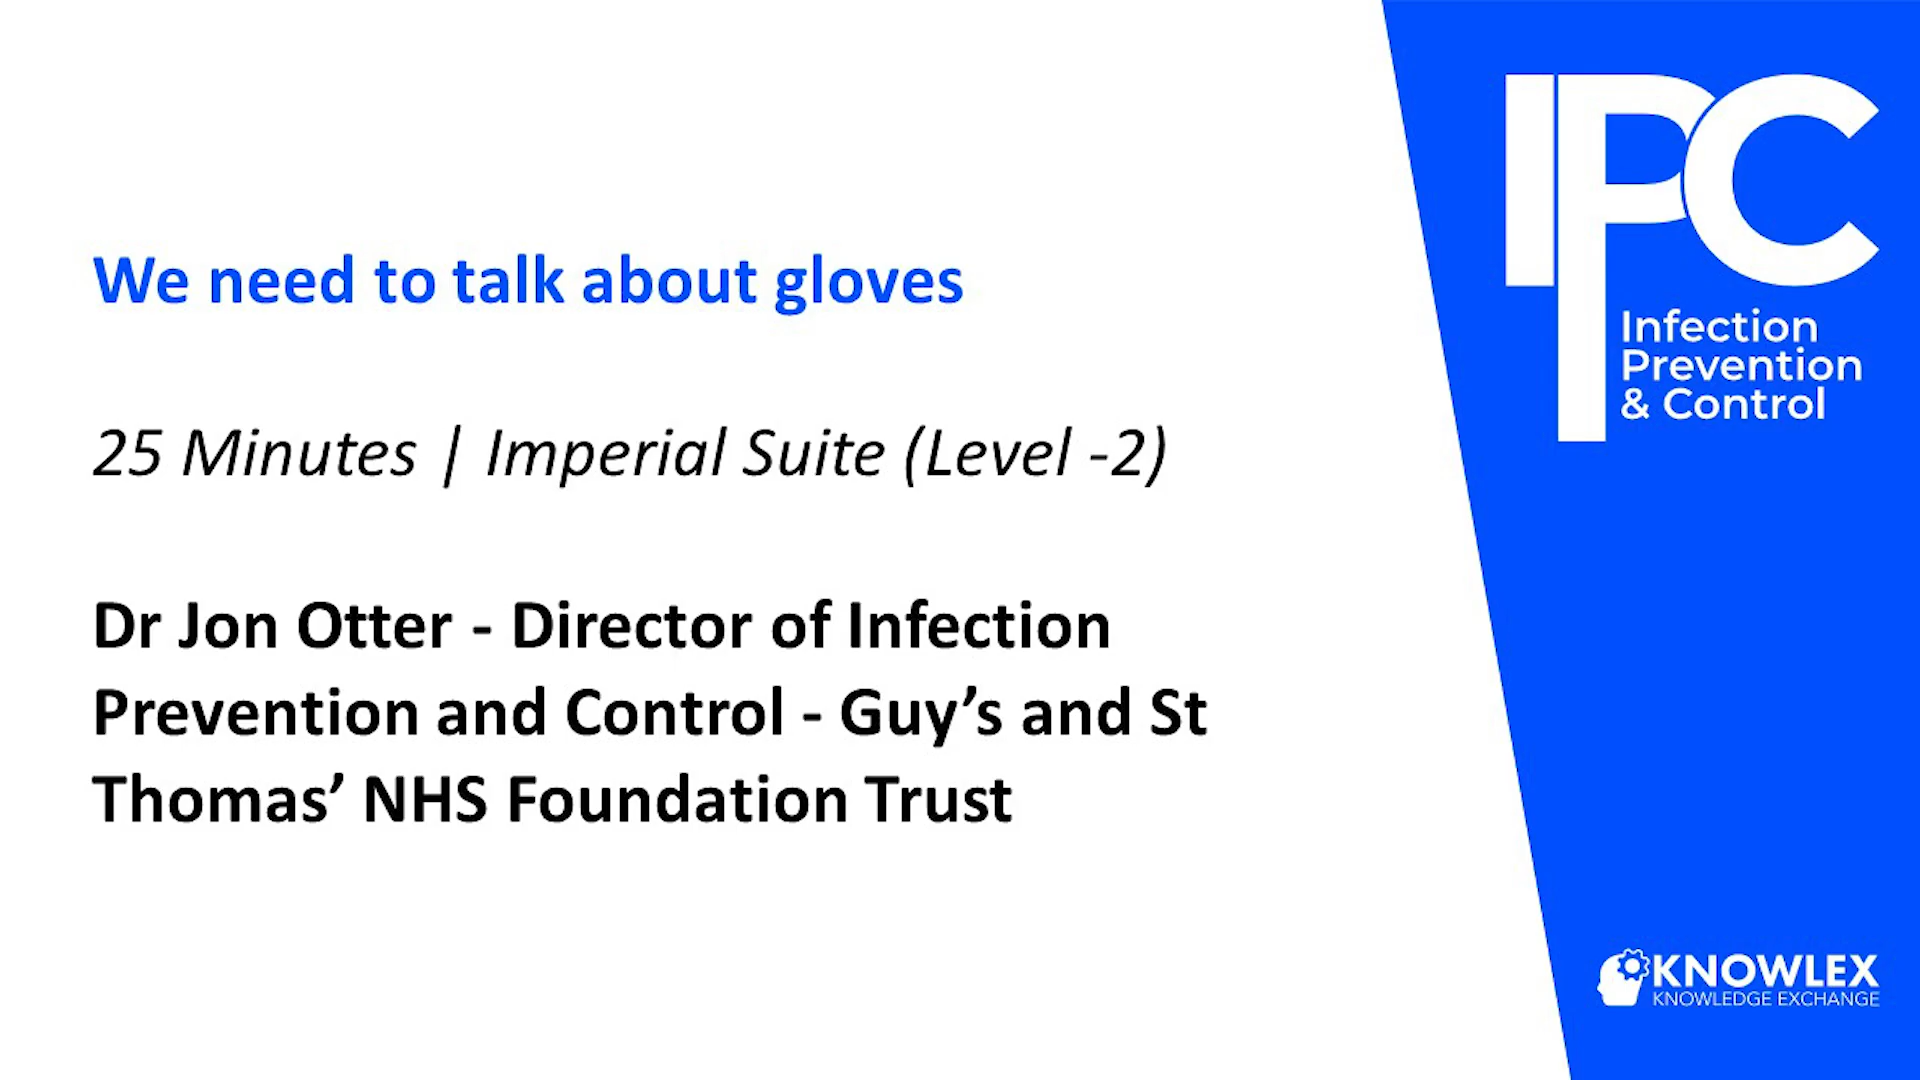 We need to talk about gloves
25 Minutes | Imperial Suite (Level -2)
Dr Jon Otter - Director of Infection
Prevention and Control - Guy’s and St
Thomas’ NHS Foundation Trust
IPC
Infection
Prevention
& Control
KNOWLEX
KNOWLEDGE EXCHANGE